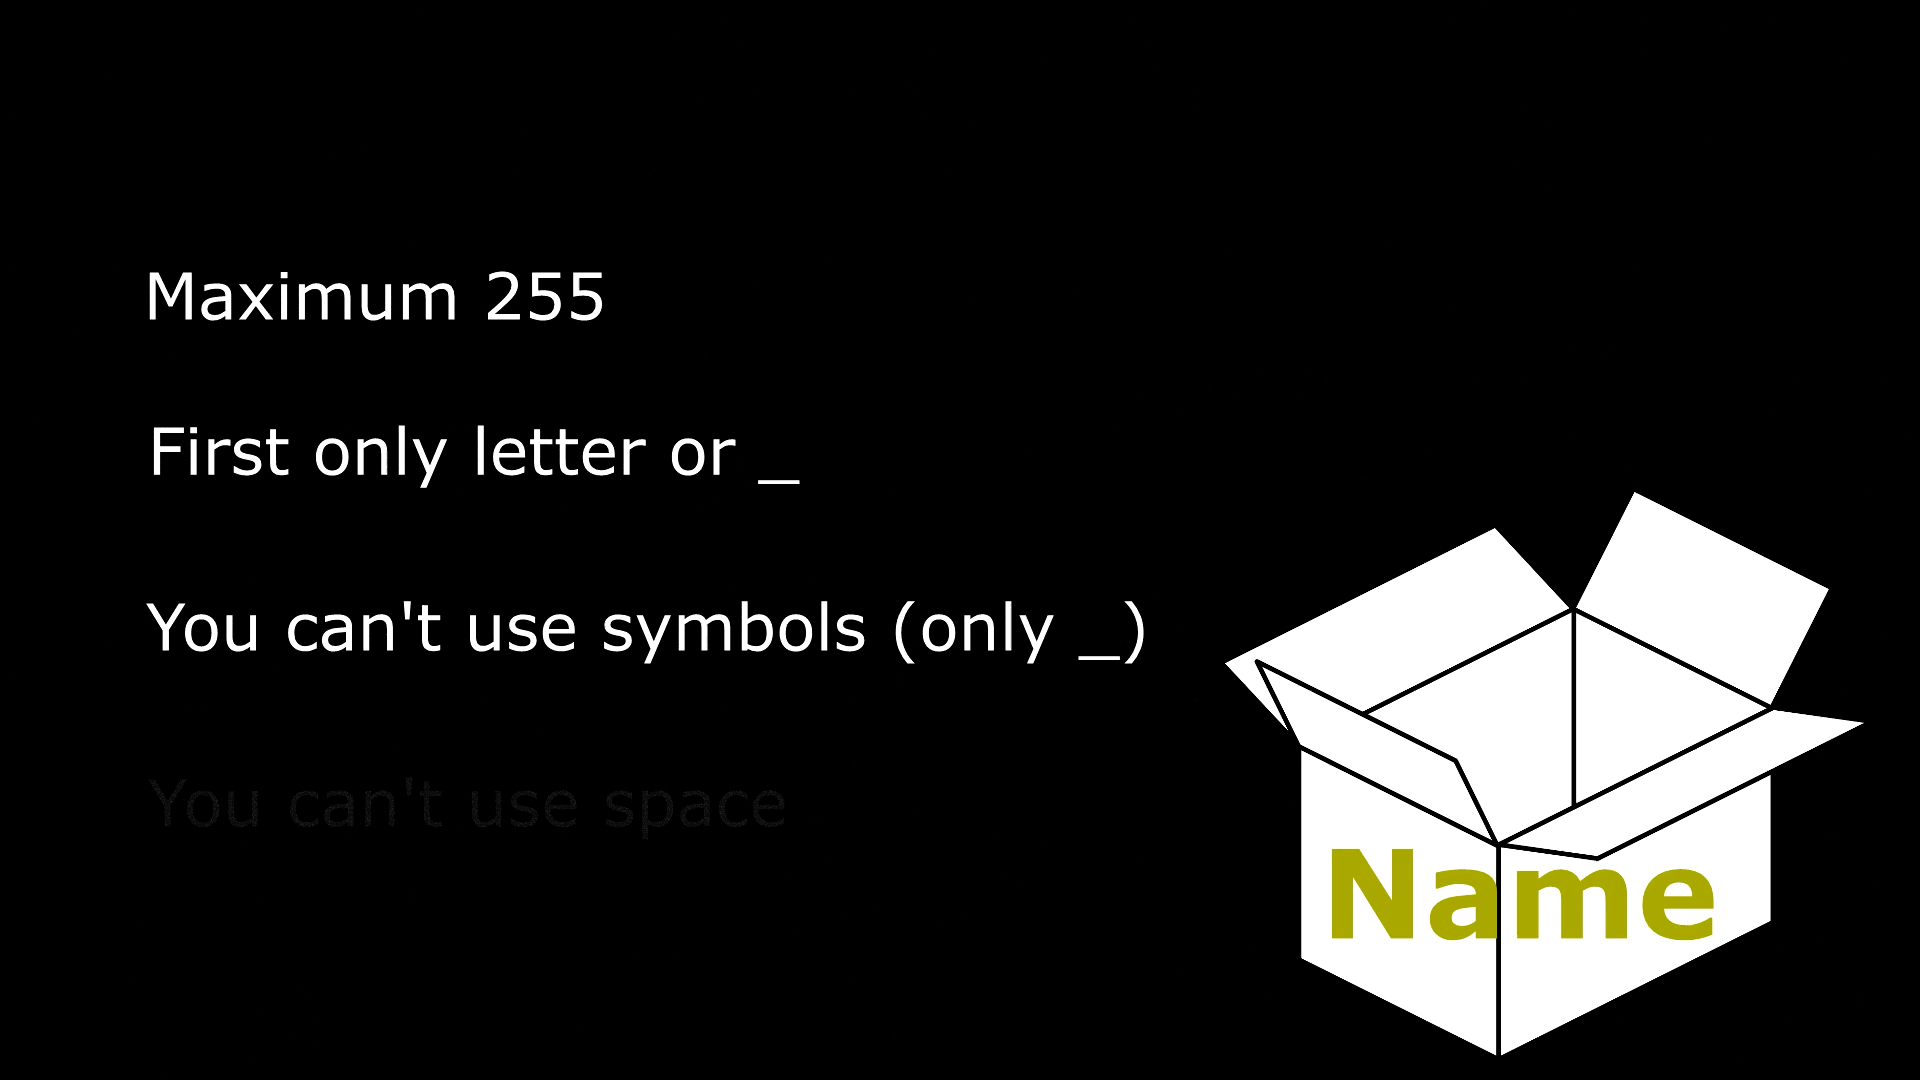 Maximum 255
First only letter or _
You can't use symbols (only _)
You can't use space
Name